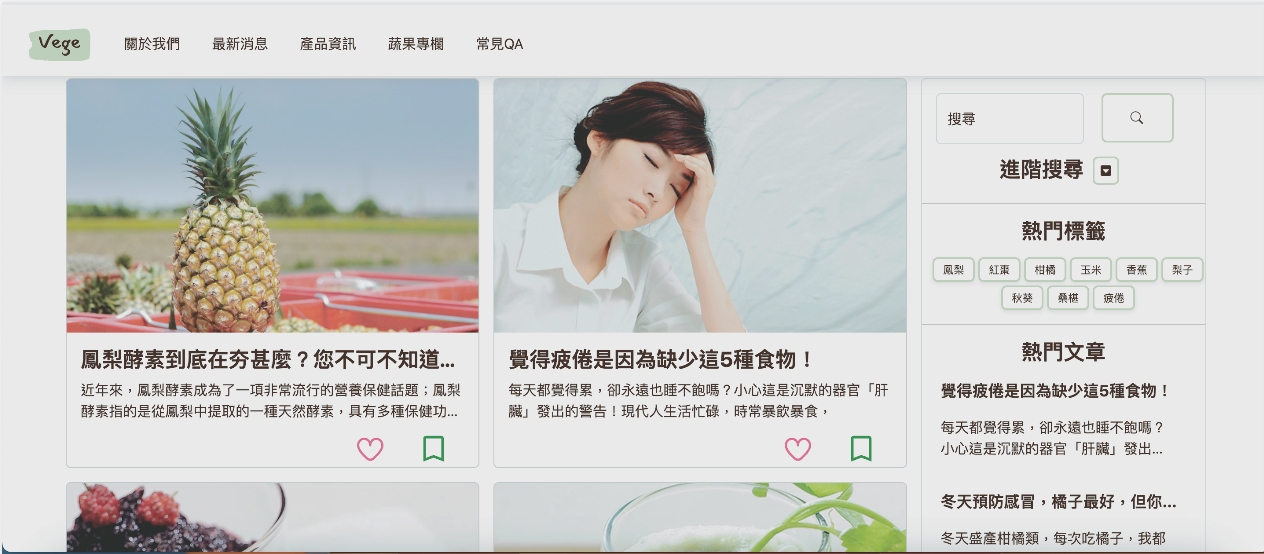 Vege
關於我們
最新消息
產品資訊
蔬果專欄
常見QA
鳳梨酵素到底在夯甚麼？您不可不知道...
近年來，鳳梨酵素成為了一項非常流行的營養保健話題；鳳梨
酵素指的是從鳳梨中提取的一種天然酵素，具有多種保健功...
覺得疲倦是因為缺少這5種食物！
每天都覺得累，卻永遠也睡不飽嗎？小心這是沉默的器官「肝
臟」發出的警告！現代人生活忙碌，時常暴飲暴食，
搜尋
進階搜尋
熱門標籤
鳳梨
紅棗
柑橘
玉米
香蕉
梨子
秋葵
桑椹
疲倦
熱門文章
覺得疲倦是因為缺少這5種食物！
每天都覺得累，卻永遠也睡不飽嗎？
小心這是沉默的器官「肝臟」發出...
冬天預防感冒，橘子最好，但你...
冬天盛產柑橘類，每次吃橘子，我都